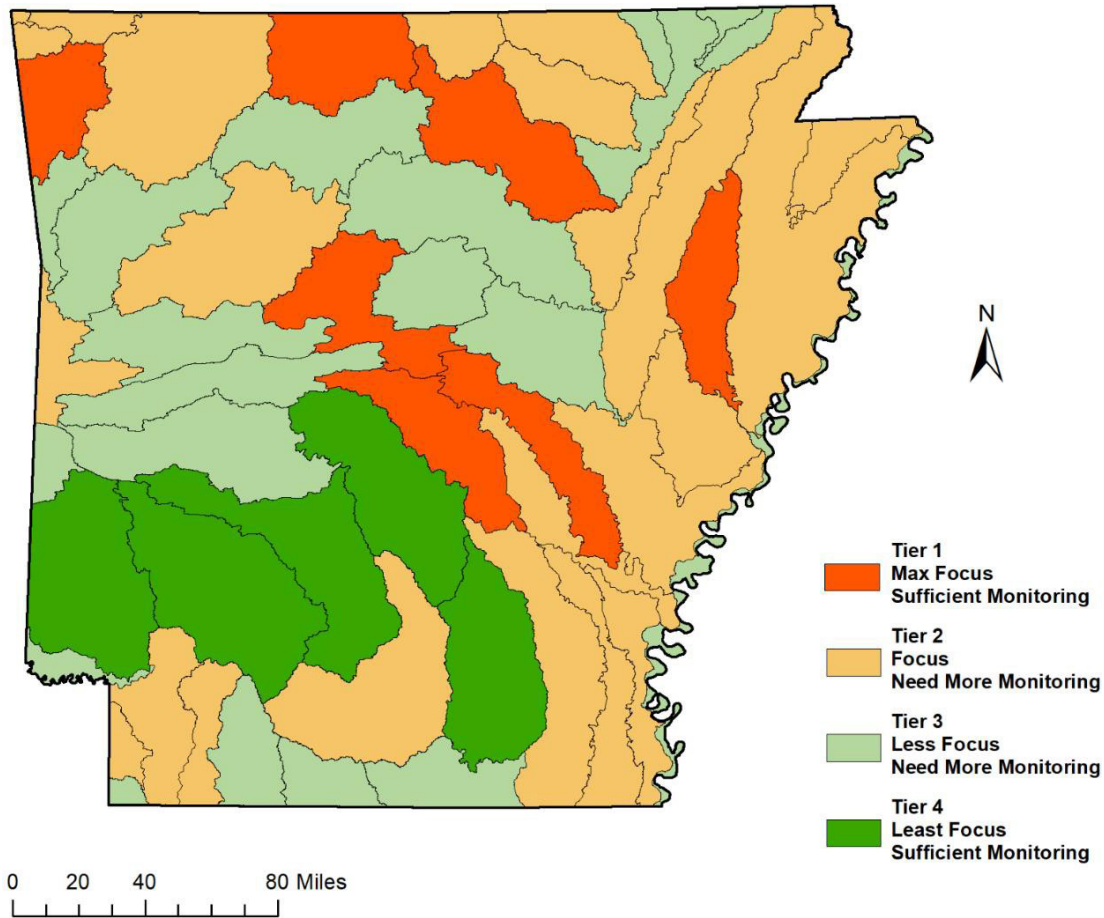 N
Tier 1
Max Focus
Sufficient Monitoring
Tier 2
Focus
Need More Monitoring
Tier 3
Less Focus
Need More Monitoring
Tier 4
Least Focus
Sufficient Monitoring
0 20 40 80 Miles